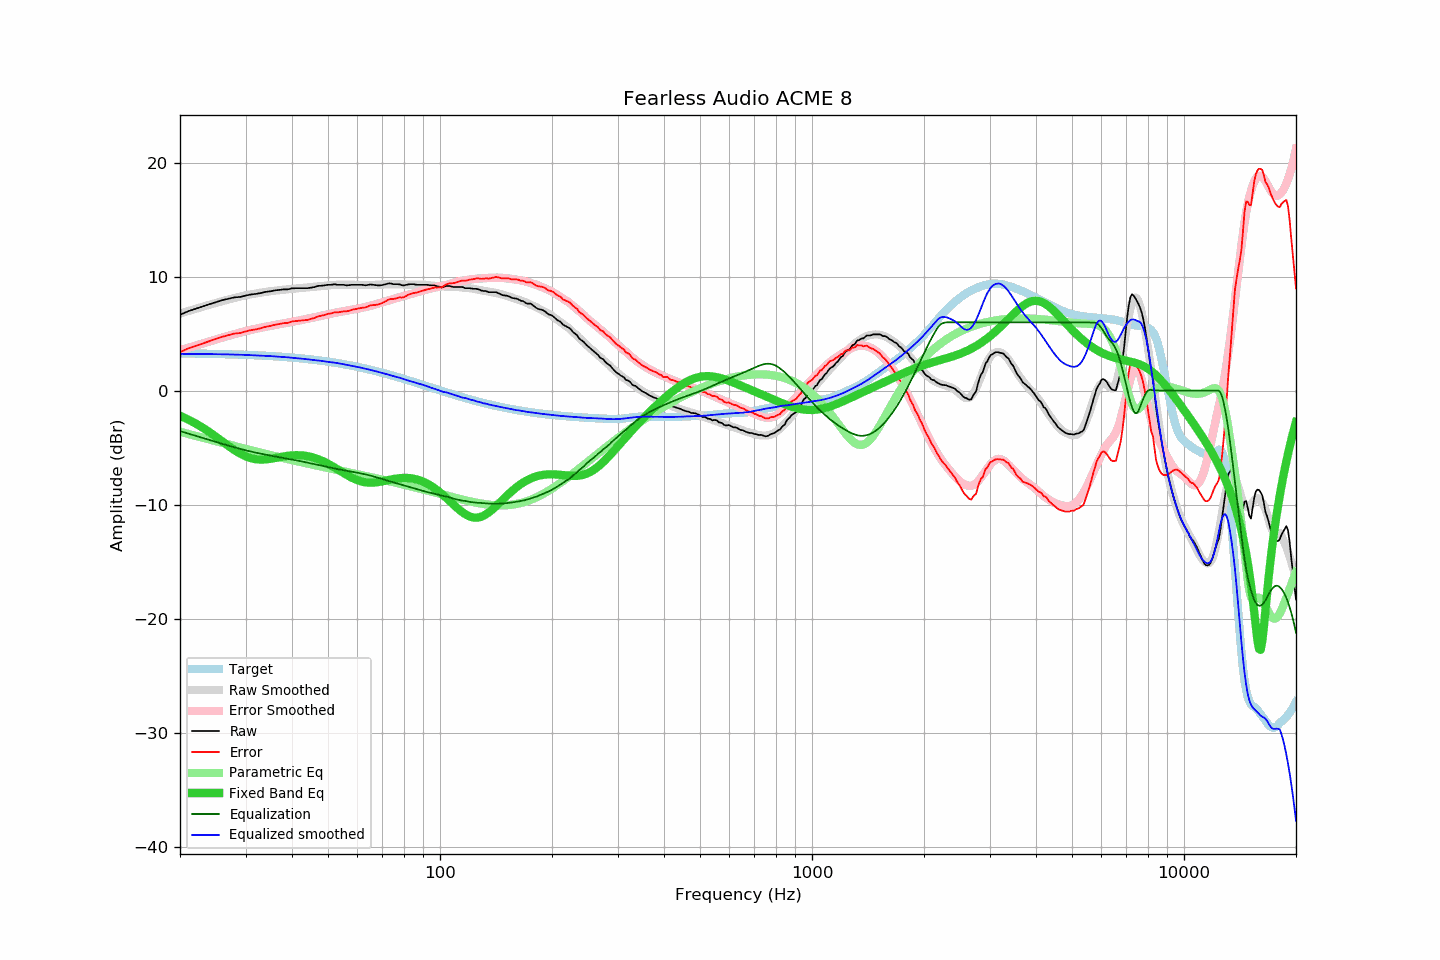 Fearless Audio ACME 8
Amplitude (dBr)
20
10
0
−10
−20
−30
−40
Target
Raw Smoothed
Error Smoothed
Raw
Error
Parametric Eq
Fixed Band Eq
Equalization
Equalized smoothed
100
1000
10000
Frequency (Hz)